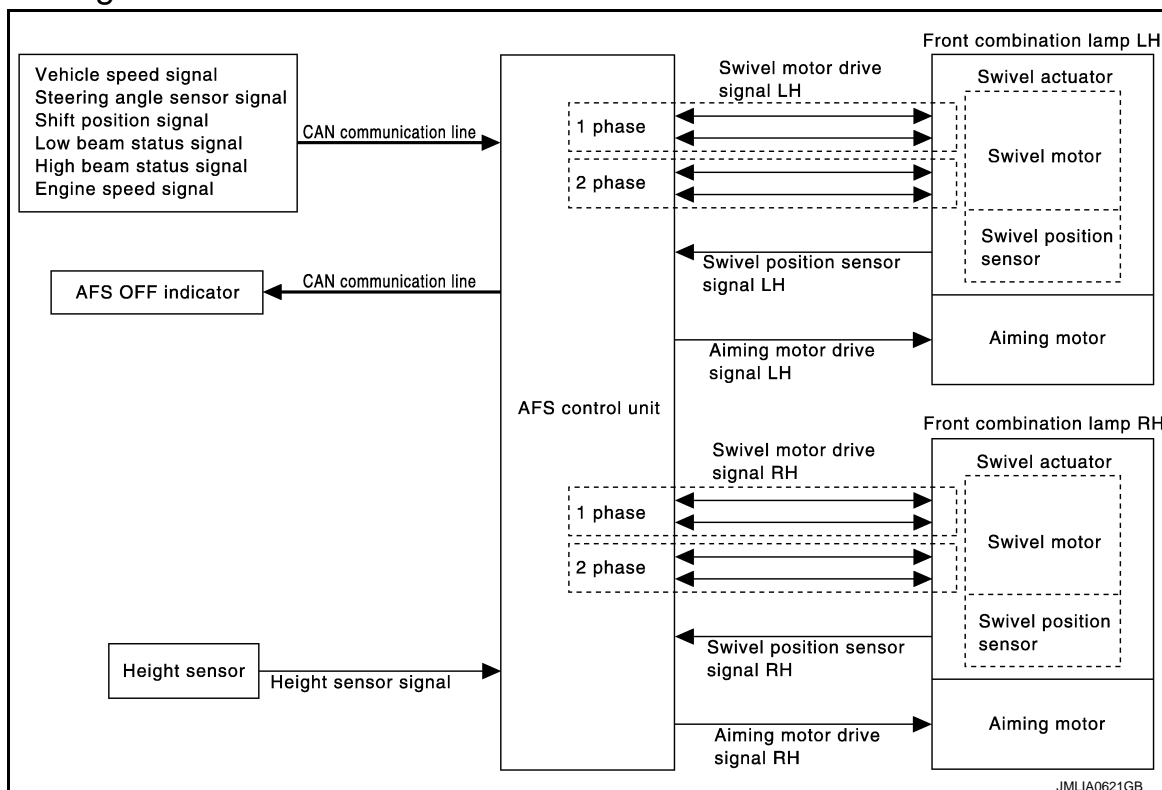 Front combination lamp LH
Vehicle speed signal
Steering angle sensor signal
Shift position signal
Low beam status signal
High beam status signal
Engine speed signal
CAN communication line
AFS OFF indicator
CAN communication line
Height sensor
Height sensor signal
AFS control unit
Swivel motor drive
signal LH
1 phase
2 phase
Swivel position sensor
signal LH
Aiming motor drive
signal LH
Swivel actuator
Swivel motor
Swivel position
sensor
Aiming motor
Front combination lamp RH
Swivel motor drive
signal RH
1 phase
2 phase
Swivel position sensor
signal RH
Aiming motor drive
signal RH
Swivel actuator
Swivel motor
Swivel position
sensor
Aiming motor
JMLIA0621GB